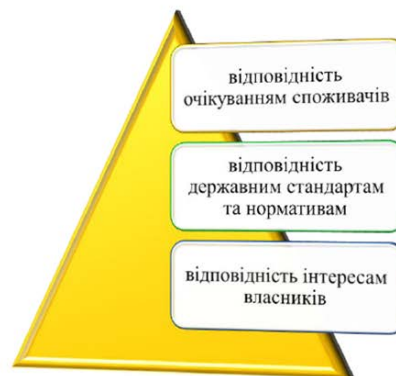 відповідність
очікуванням споживачів
відповідність
державним стандартам
та нормативам
відповідність інтересам
власників